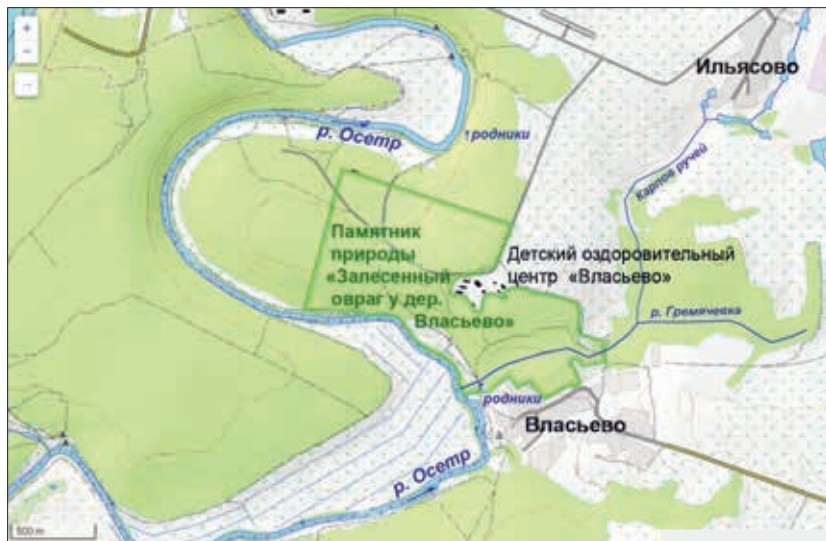 +
−
Ильясово
р. Осетр
родники
Карпов ручей
Памятник
природы
«Залесенный
овраг у дер.
Власьево»
Детский оздоровительный
центр «Власьево»
р. Гремячевка
родники
Власьево
р. Осетр
500 m